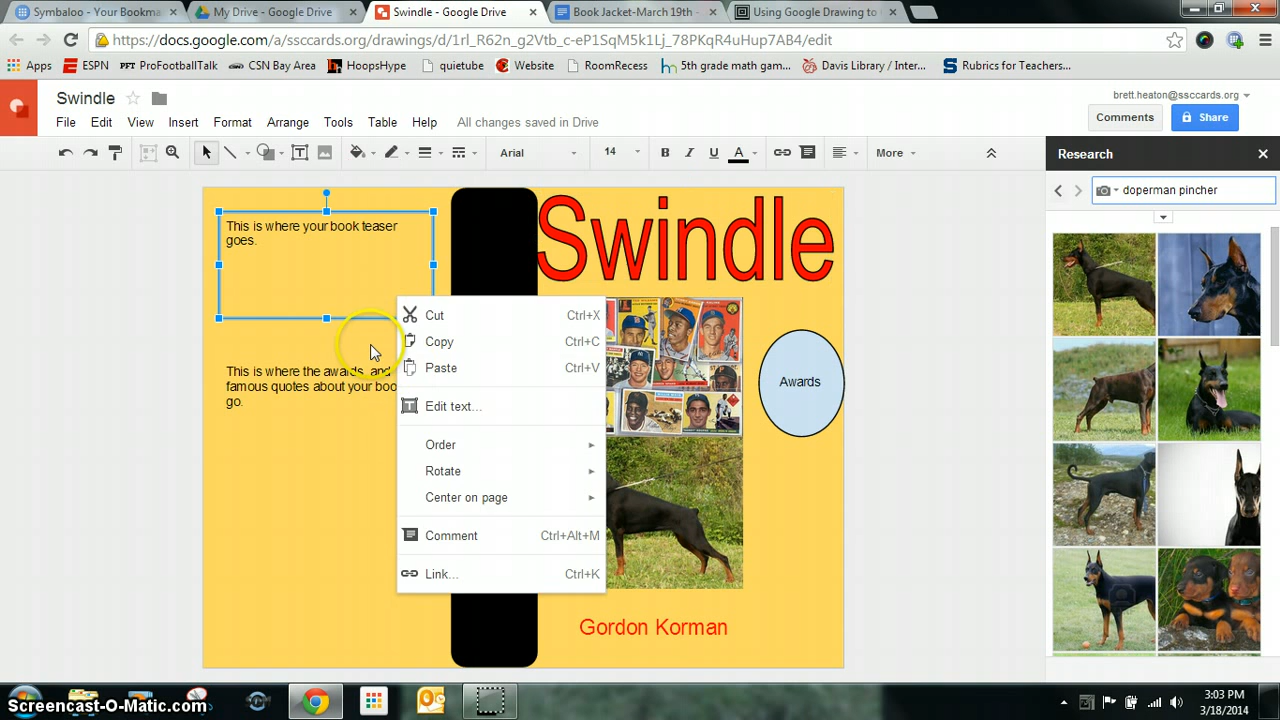 Symbaloo - Your Bookma
My Drive - Google Drive
Swindle - Google Drive
Book Jacket-March 19th -
Using Google Drawing to
https://docs.google.com/a/ssccards.org/drawings/d/1rl_R62n_g2Vtb_c-eP1SqM5k1Lj_78PKqR4uHup7AB4/edit
Apps
ESPN
PFT ProFootballTalk
CSN Bay Area
HoopsHype
quietube
Website
RoomRecess
5th grade math gam...
Davis Library / Inter...
Rubrics for Teachers...
Swindle
brett.heaton@ssccards.org
Comments
Share
File Edit View Insert Format Arrange Tools Table Help All changes saved in Drive
Arial
14
B I U A
More
Research
doperman pincher
This is where your book teaser
goes.
Swindle
Cut Ctrl+X
Copy Ctrl+C
Paste Ctrl+V
Edit text...
Order
Rotate
Center on page
Comment Ctrl+Alt+M
Link... Ctrl+K
This is where the awards, and
famous quotes about your boo
go.
Awards
Gordon Korman
3:03 PM
3/18/2014
Screencast-O-Matic.com